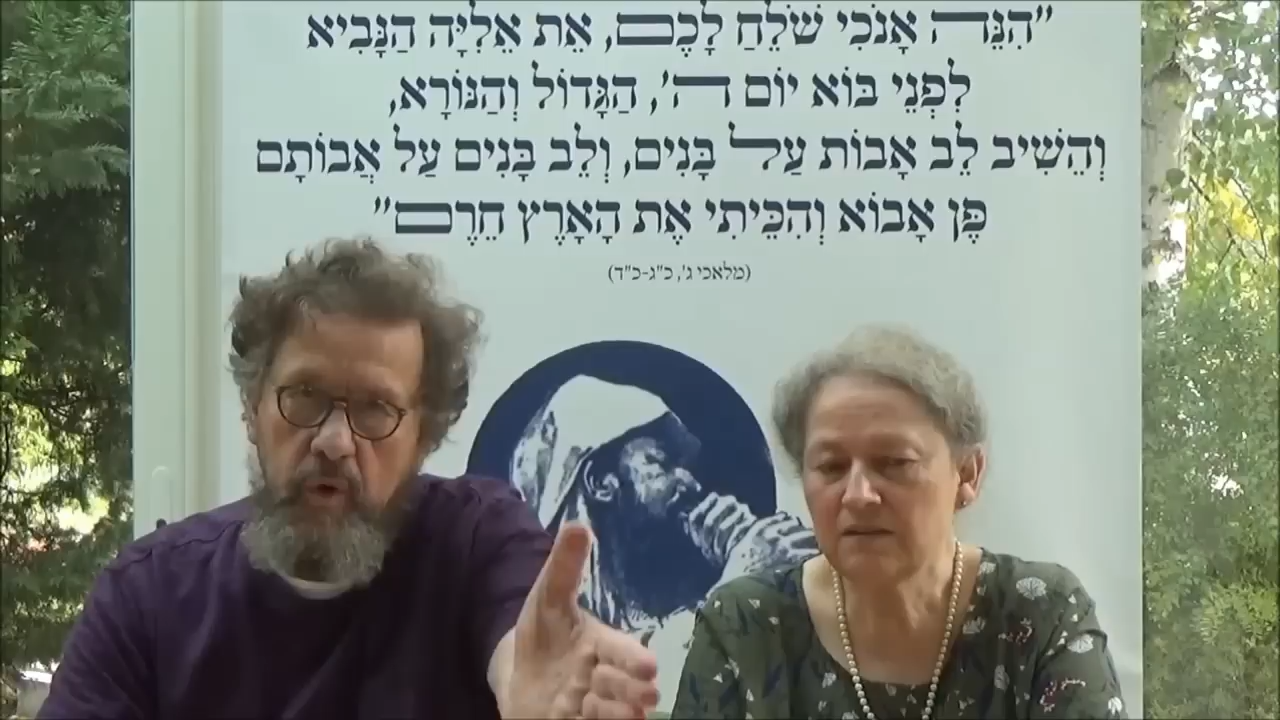 "הִנֵּה אָנֹכִי שֹׁלֵחַ לָכֶם, אֵת אֵלִיָּה הַנָּבִיא
לִפְנֵי בּוֹא יוֹם ה', הַגָּדוֹל וְהַנּוֹרָא,
וְהֵשִׁיב לֵב אָבוֹת עַל בָּנִים, וְלֵב בָּנִים עַל אֲבוֹתָם
פֶּן אָבוֹא וְהִכֵּיתִי אֶת הָאָרֶץ חֵרֶם"
(מלאכי ג', כ"ג-כ"ד)